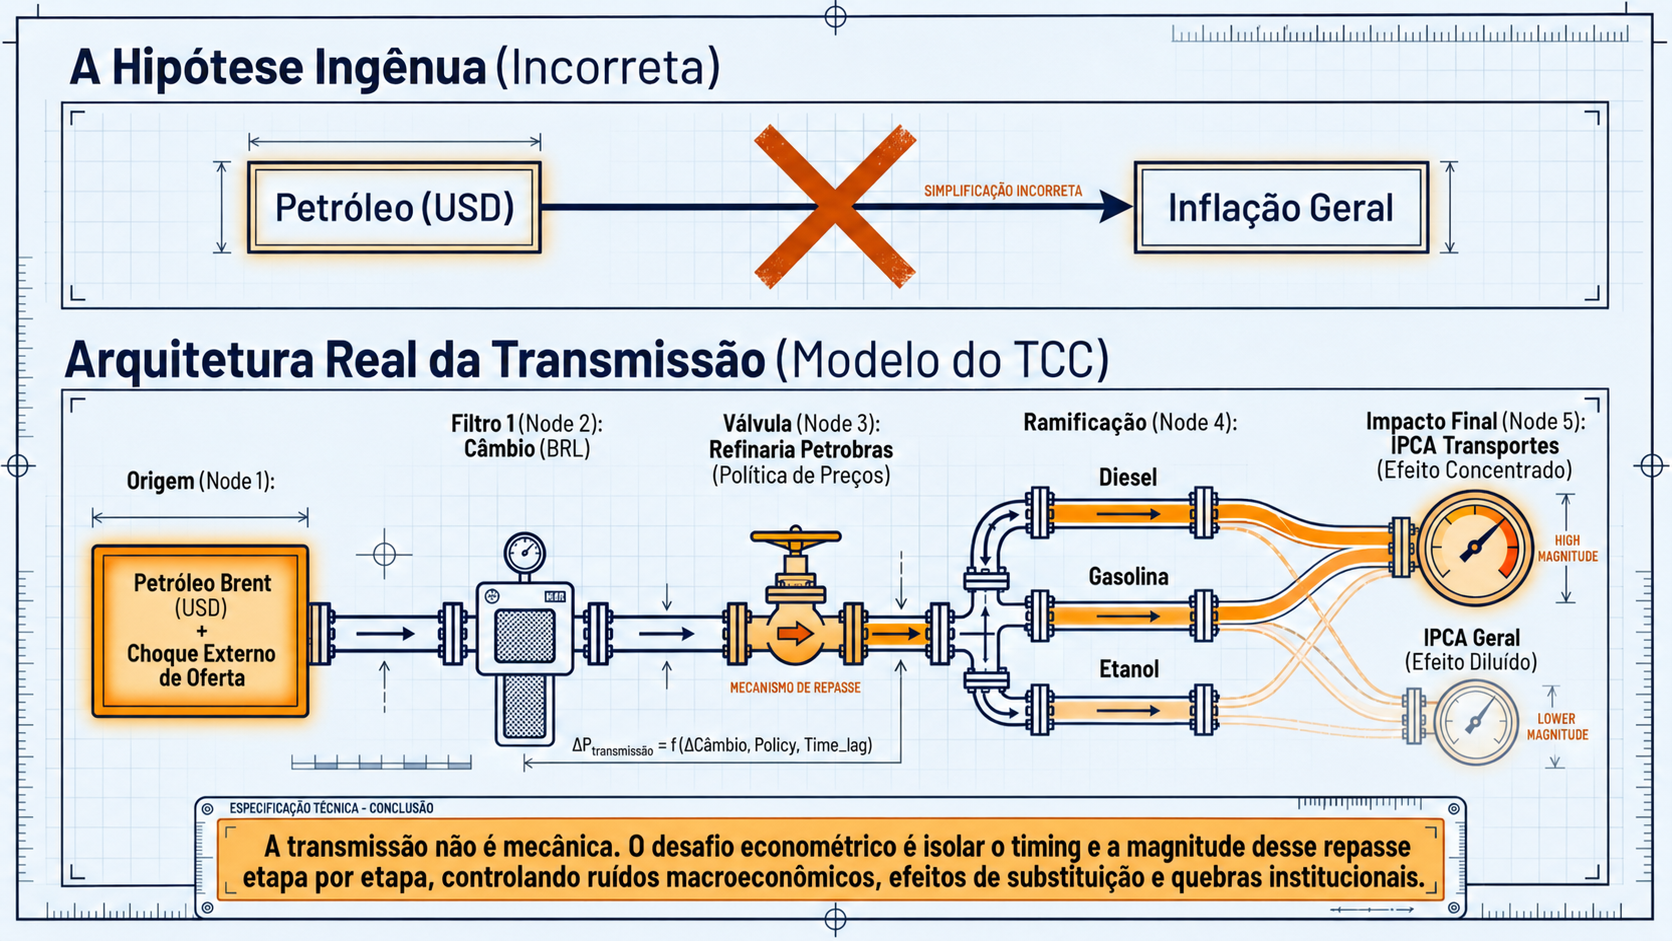 A Hipótese Ingênua (Incorreta)
Petróleo (USD)
SIMPLIFICAÇÃO INCORRETA
Inflação Geral
Arquitetura Real da Transmissão (Modelo do TCC)
Origem (Node 1):
Petróleo Brent
(USD)
+
Choque Externo
de Oferta
Filtro 1 (Node 2):
Câmbio (BRL)
Válvula (Node 3):
Refinaria Petrobras
(Política de Preços)
MECANISMO DE REPASSE
ΔPtransmissão = f (ΔCâmbio, Policy, Time_lag)
Ramificação (Node 4):
Diesel
Gasolina
Etanol
Impacto Final (Node 5):
IPCA Transportes
(Efeito Concentrado)
HIGH
MAGNITUDE
IPCA Geral
(Efeito Diluído)
LOWER
MAGNITUDE
ESPECIFICAÇÃO TÉCNICA - CONCLUSÃO
A transmissão não é mecânica. O desafio econométrico é isolar o timing e a magnitude desse repasse
etapa por etapa, controlando ruídos macroeconômicos, efeitos de substituição e quebras institucionais.